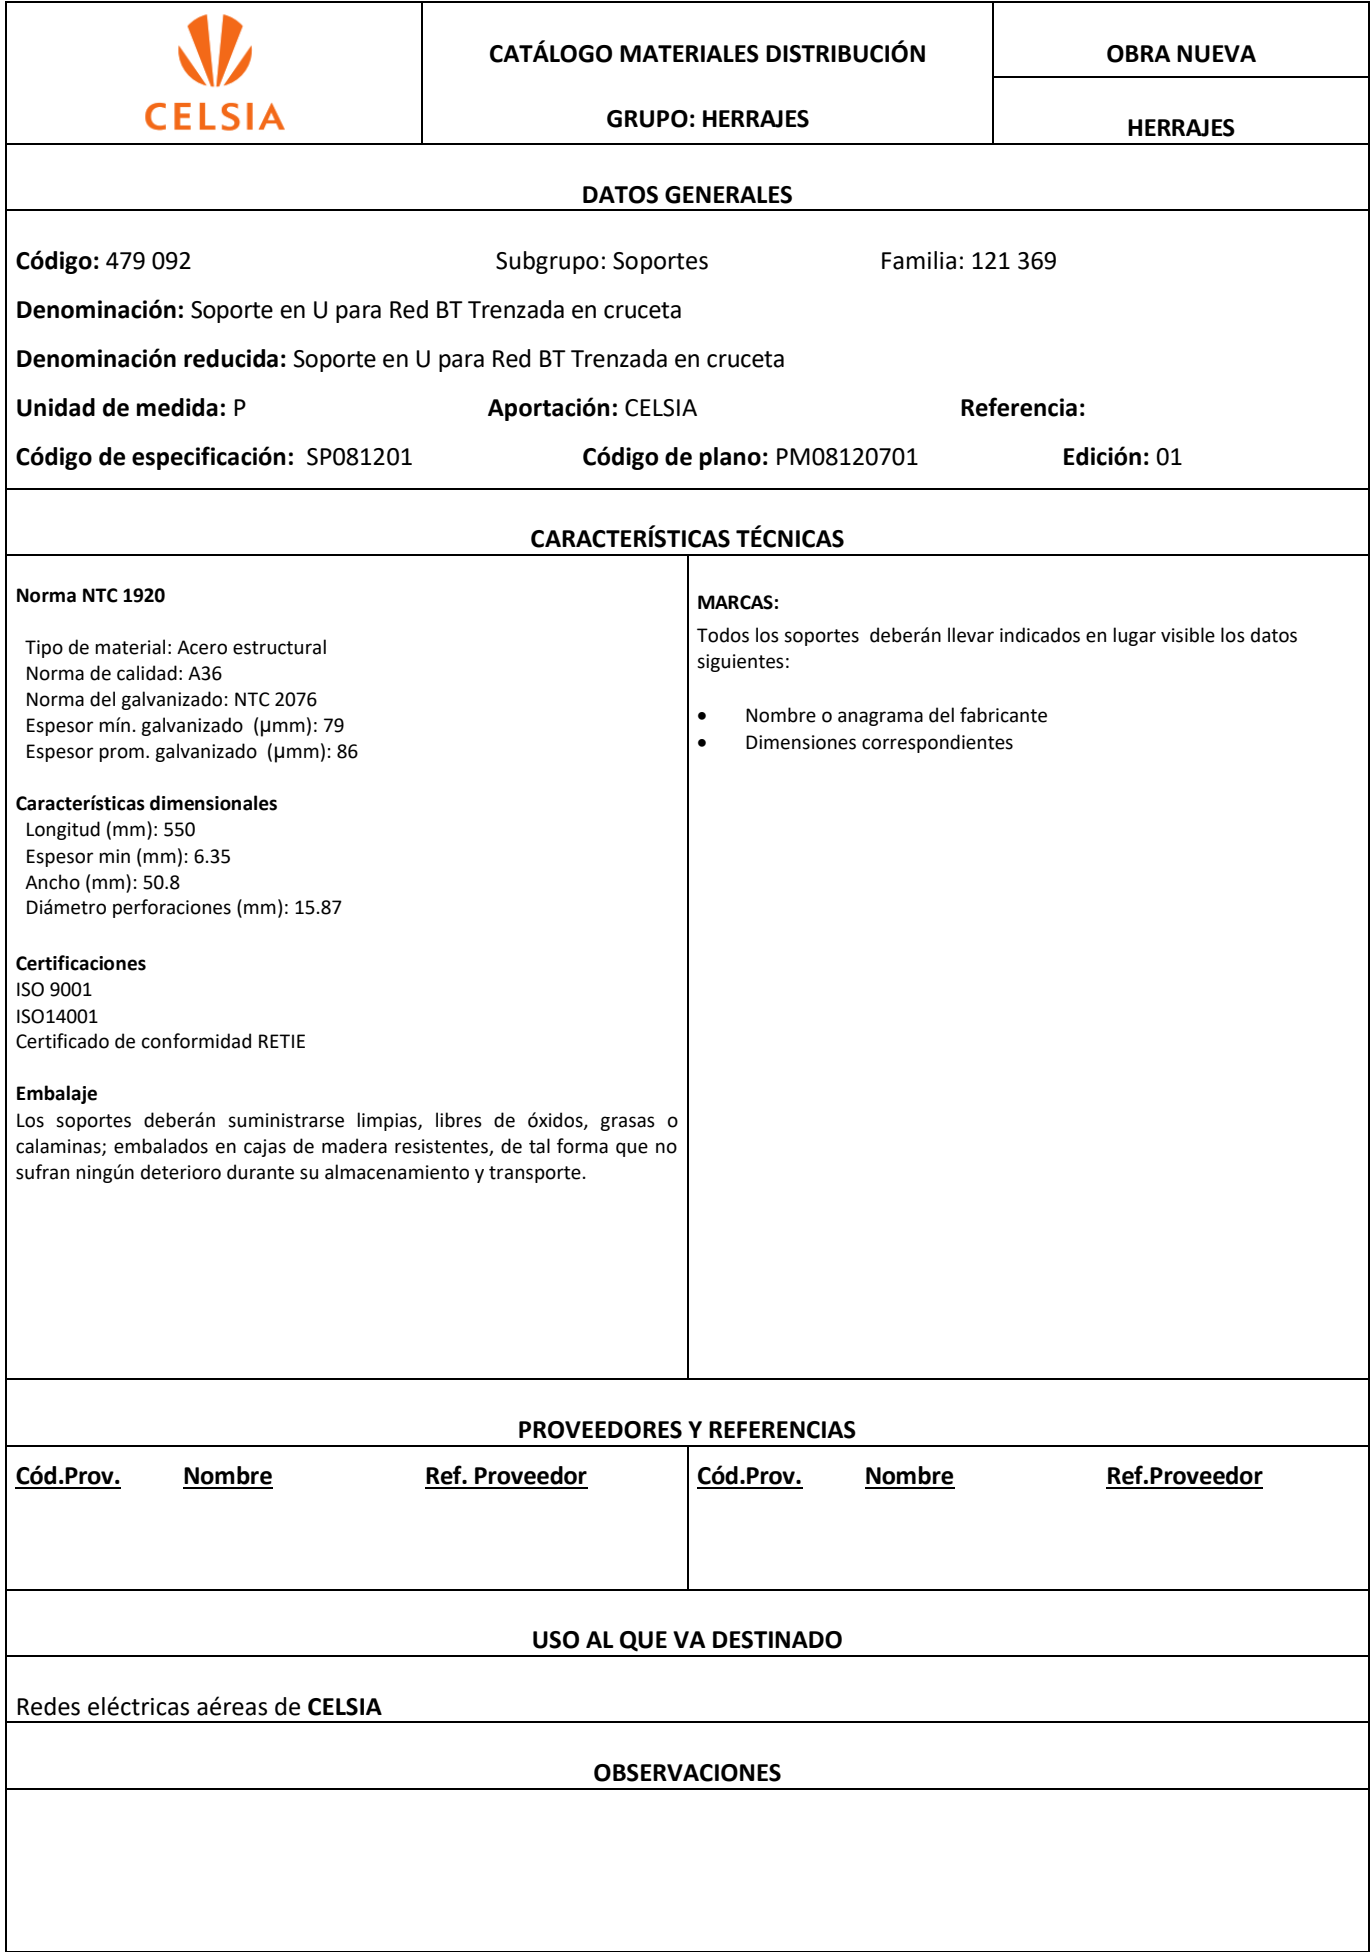 CELSIA
CATÁLOGO MATERIALES DISTRIBUCIÓN
GRUPO: HERRAJES
OBRA NUEVA
HERRAJES
DATOS GENERALES
Código: 479 092 Subgrupo: Soportes Familia: 121 369
Denominación: Soporte en U para Red BT Trenzada en cruceta
Denominación reducida: Soporte en U para Red BT Trenzada en cruceta
Unidad de medida: P Aportación: CELSIA Referencia:
Código de especificación: SP081201 Código de plano: PM08120701 Edición: 01
CARACTERÍSTICAS TÉCNICAS
Norma NTC 1920
Tipo de material: Acero estructural
Norma de calidad: A36
Norma del galvanizado: NTC 2076
Espesor mín. galvanizado (µmm): 79
Espesor prom. galvanizado (µmm): 86
Características dimensionales
Longitud (mm): 550
Espesor min (mm): 6.35
Ancho (mm): 50.8
Diámetro perforaciones (mm): 15.87
Certificaciones
ISO 9001
ISO14001
Certificado de conformidad RETIE
Embalaje
Los soportes deberán suministrarse limpias, libres de óxidos, grasas o
calaminas; embalados en cajas de madera resistentes, de tal forma que no
sufran ningún deterioro durante su almacenamiento y transporte.
MARCAS:
Todos los soportes deberán llevar indicados en lugar visible los datos
siguientes:
• Nombre o anagrama del fabricante
• Dimensiones correspondientes
PROVEEDORES Y REFERENCIAS
Cód.Prov. Nombre Ref. Proveedor
Cód.Prov. Nombre Ref.Proveedor
USO AL QUE VA DESTINADO
Redes eléctricas aéreas de CELSIA
OBSERVACIONES